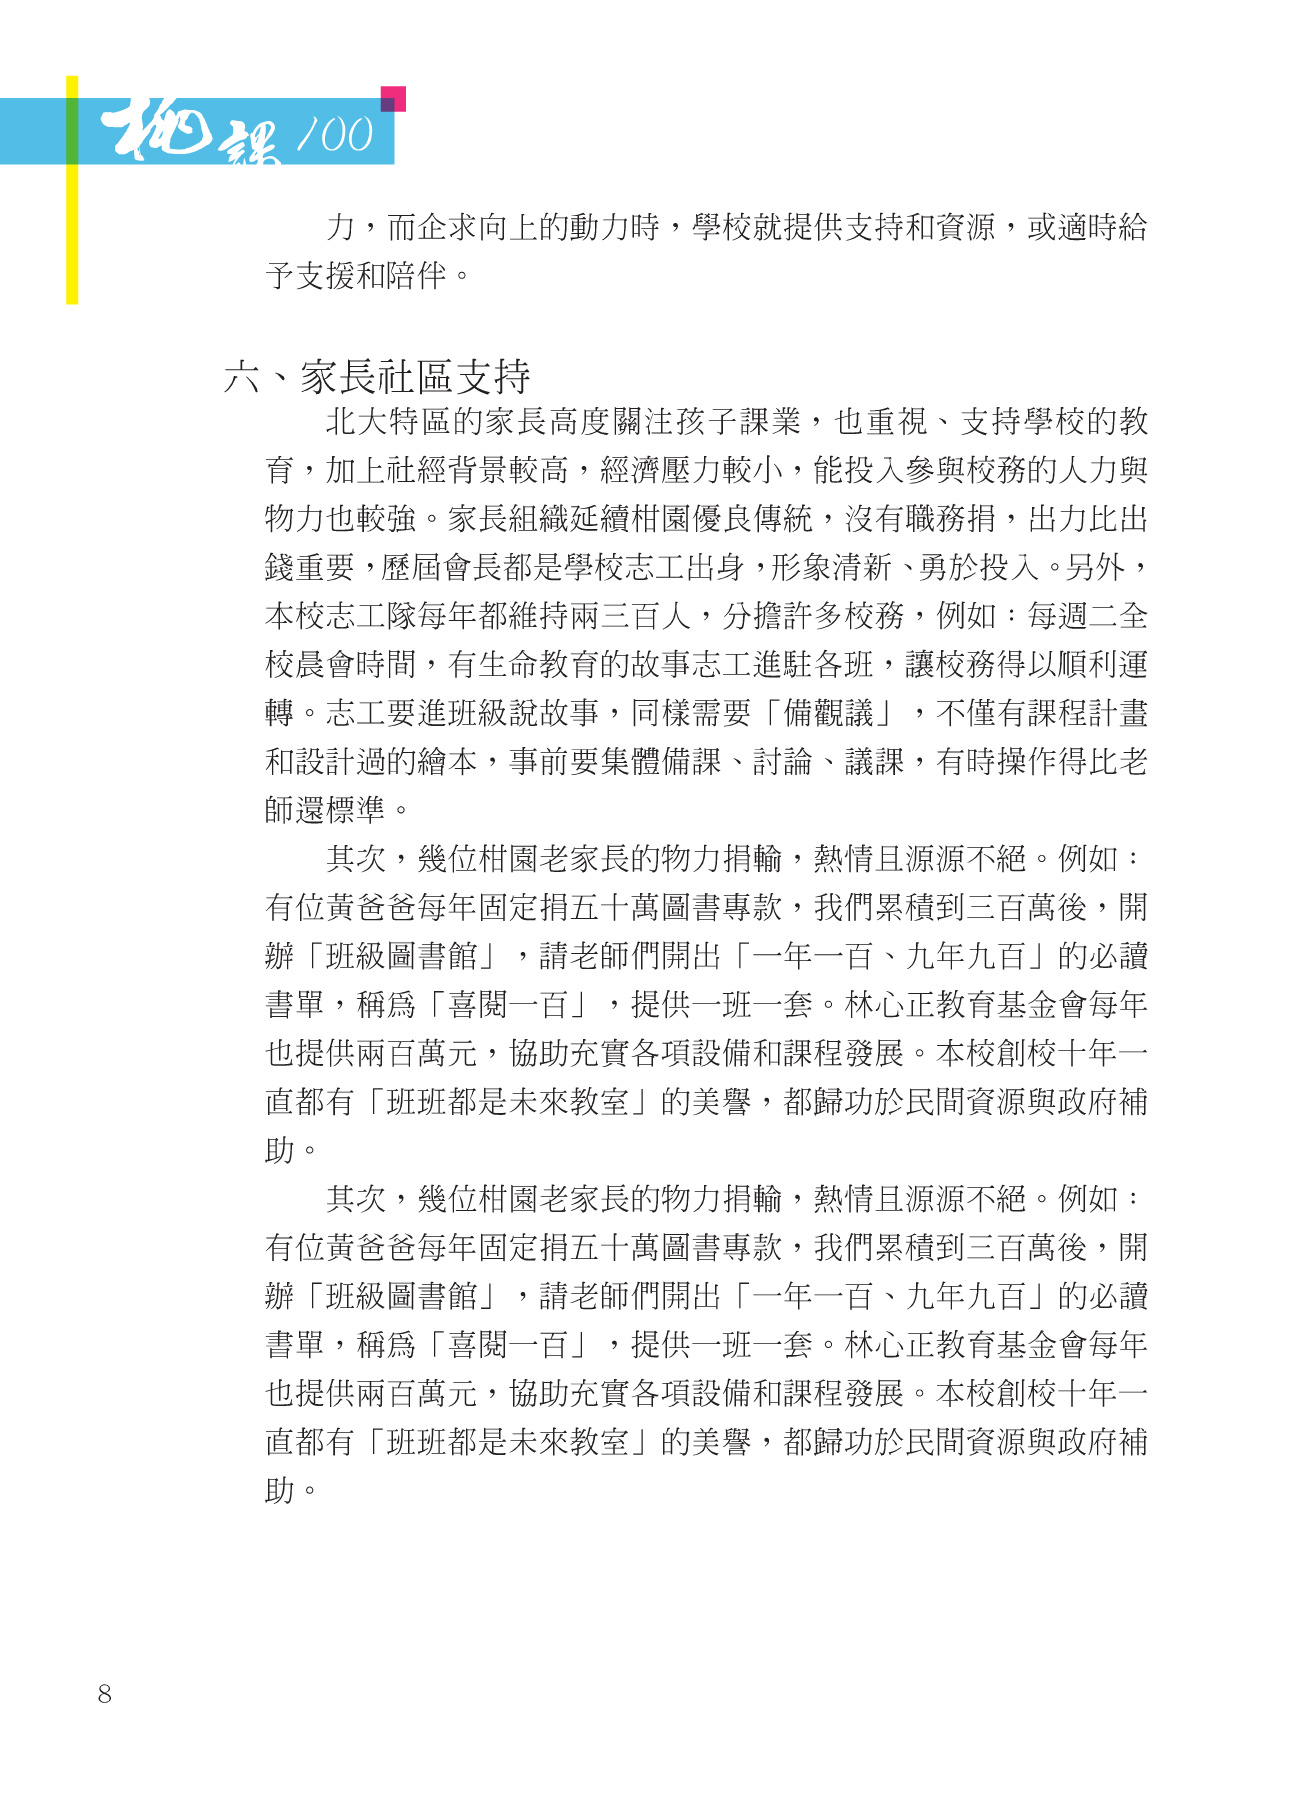 桃課100
力，而企求向上的動力時，學校就提供支持和資源，或適時給
予支援和陪伴。
六、家長社區支持
北大特區的家長高度關注孩子課業，也重視、支持學校的教
育，加上社經背景較高，經濟壓力較小，能投入參與校務的人力與
物力也較強。家長組織延續柑園優良傳統，沒有職務捐，出力比出
錢重要，歷屆會長都是學校志工出身，形象清新、勇於投入。另外，
本校志工隊每年都維持兩三百人，分擔許多校務，例如：每週二全
校晨會時間，有生命教育的故事志工進駐各班，讓校務得以順利運
轉。志工要進班級說故事，同樣需要「備觀議」，不僅有課程計畫
和設計過的繪本，事前要集體備課、討論、議課，有時操作得比老
師還標準。
其次，幾位柑園老家長的物力捐輸，熱情且源源不絕。例如：
有位黃爸爸每年固定捐五十萬圖書專款，我們累積到三百萬後，開
辦「班級圖書館」，請老師們開出「一年一百、九年九百」的必讀
書單，稱為「喜閱一百」，提供一班一套。林心正教育基金會每年
也提供兩百萬元，協助充實各項設備和課程發展。本校創校十年一
直都有「班班都是未來教室」的美譽，都歸功於民間資源與政府補
助。
其次，幾位柑園老家長的物力捐輸，熱情且源源不絕。例如：
有位黃爸爸每年固定捐五十萬圖書專款，我們累積到三百萬後，開
辦「班級圖書館」，請老師們開出「一年一百、九年九百」的必讀
書單，稱為「喜閱一百」，提供一班一套。林心正教育基金會每年
也提供兩百萬元，協助充實各項設備和課程發展。本校創校十年一
直都有「班班都是未來教室」的美譽，都歸功於民間資源與政府補
助。
8